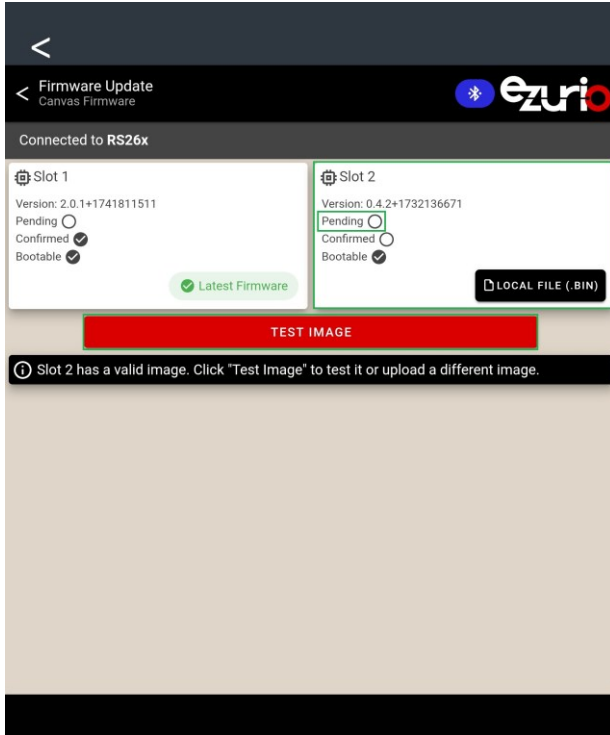 <
< Firmware Update
Canvas Firmware
ezurio
Connected to RS26x
Slot 1
Version: 2.0.1+1741811511
Pending
Confirmed
Bootable
Latest Firmware
Slot 2
Version: 0.4.2+1732136671
Pending
Confirmed
Bootable
LOCAL FILE (.BIN)
TEST IMAGE
Slot 2 has a valid image. Click "Test Image" to test it or upload a different image.